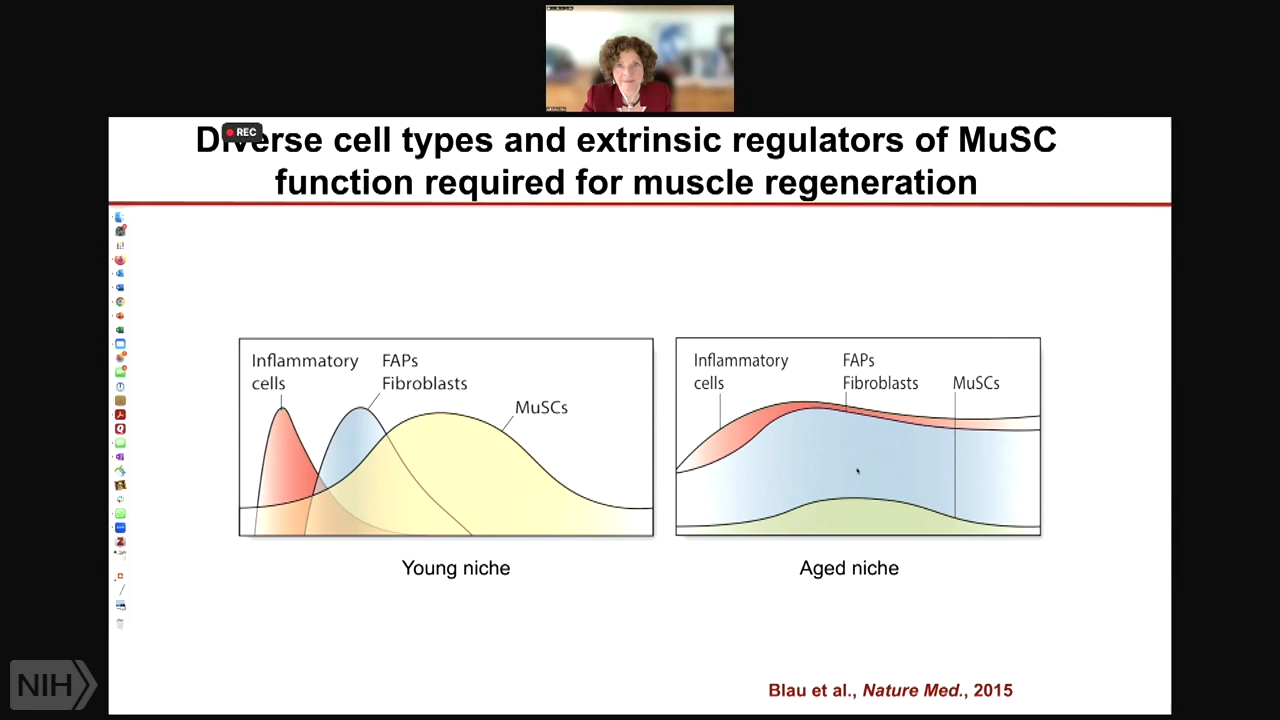 REC
Diverse cell types and extrinsic regulators of MuSC
function required for muscle regeneration
Inflammatory
cells
FAPs
Fibroblasts
MuSCs
Inflammatory
cells
FAPs
Fibroblasts
MuSCs
Young niche
Aged niche
Blau et al., Nature Med., 2015
NIH